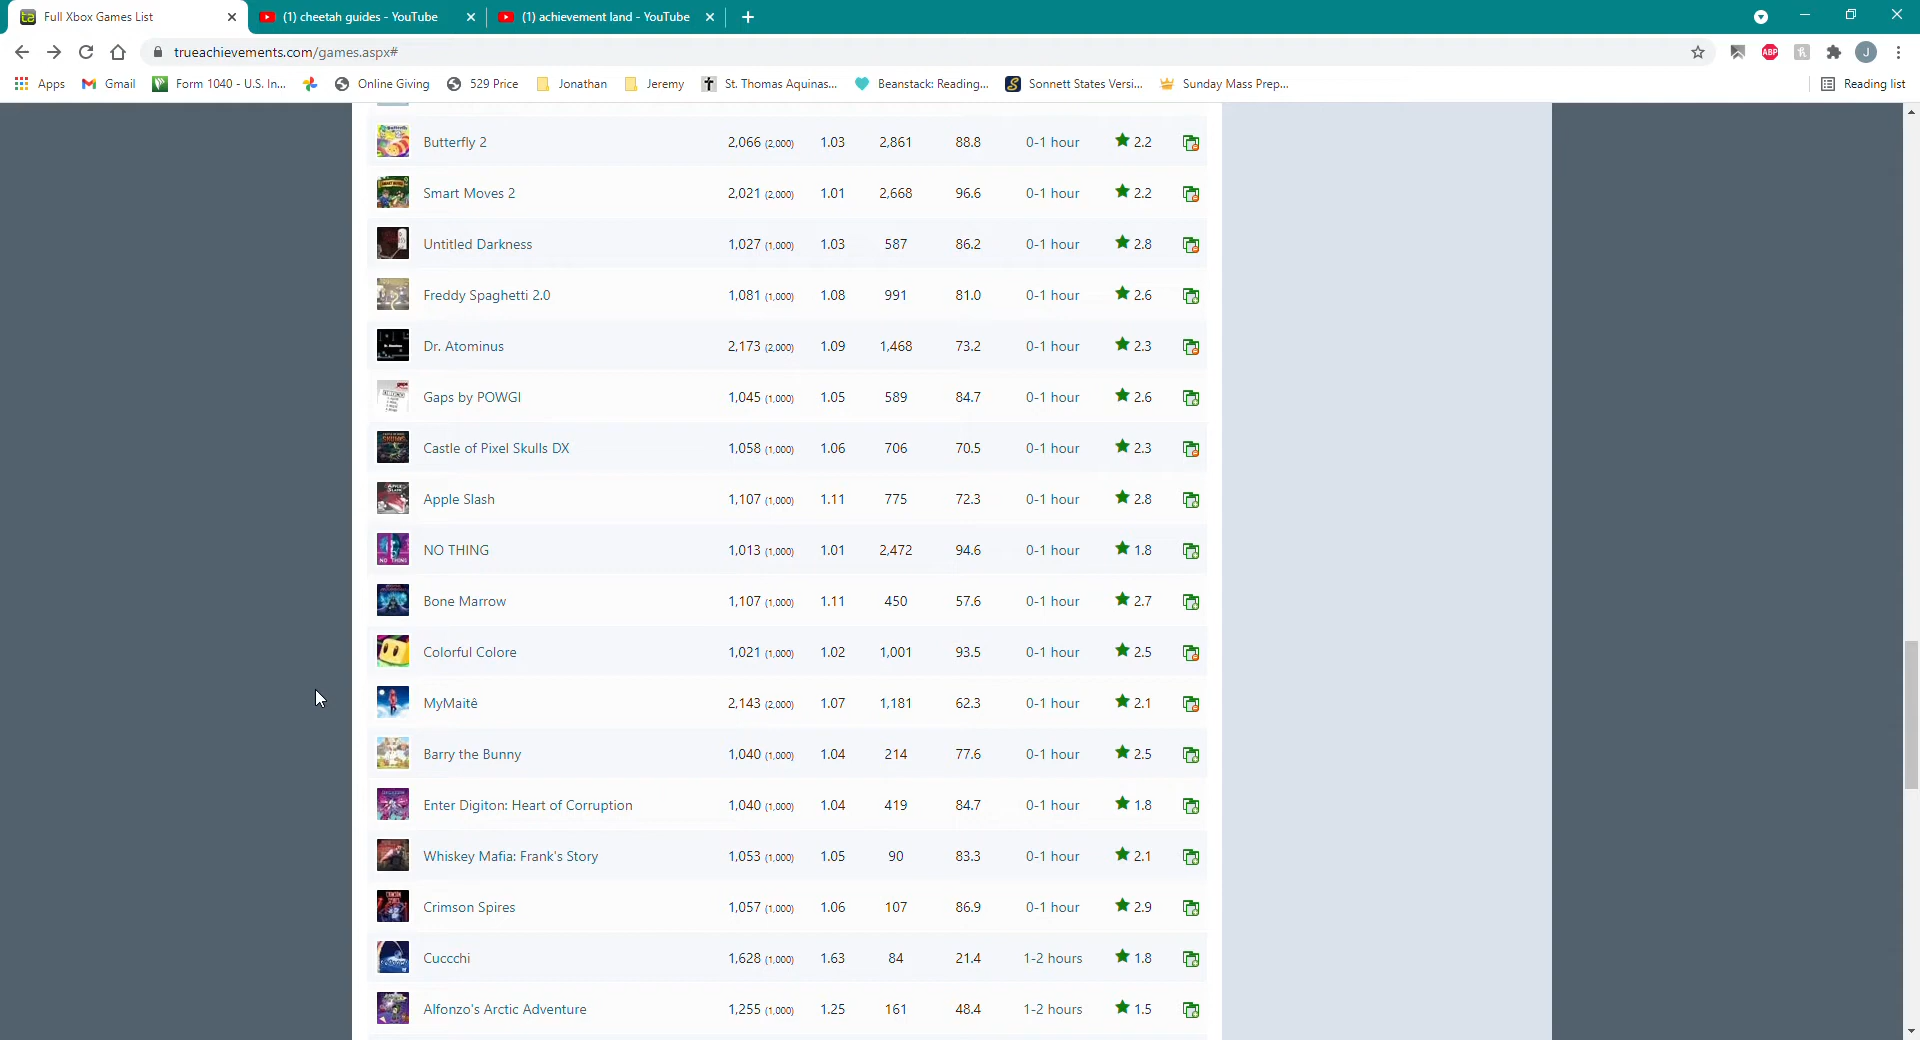 Full Xbox Games List
(1) cheetah guides - YouTube
(1) achievement land - YouTube
trueachievements.com/games.aspx#
ABP
J
Apps
Gmail
Form 1040 - U.S. In...
Online Giving
529 Price
Jonathan
Jeremy
St. Thomas Aquinas...
Beanstack: Reading...
Sonnett States Versi...
Sunday Mass Prep...
Reading list
Butterfly 2 2,066 (2,000) 1.03 2,861 88.8 0-1 hour 2.2
Smart Moves 2 2,021 (2,000) 1.01 2,668 96.6 0-1 hour 2.2
Untitled Darkness 1,027 (1,000) 1.03 587 86.2 0-1 hour 2.8
Freddy Spaghetti 2.0 1,081 (1,000) 1.08 991 81.0 0-1 hour 2.6
Dr. Atominus 2,173 (2,000) 1.09 1,468 73.2 0-1 hour 2.3
Gaps by POWGI 1,045 (1,000) 1.05 589 84.7 0-1 hour 2.6
Castle of Pixel Skulls DX 1,058 (1,000) 1.06 706 70.5 0-1 hour 2.3
Apple Slash 1,107 (1,000) 1.11 775 72.3 0-1 hour 2.8
NO THING 1,013 (1,000) 1.01 2,472 94.6 0-1 hour 1.8
Bone Marrow 1,107 (1,000) 1.11 450 57.6 0-1 hour 2.7
Colorful Colore 1,021 (1,000) 1.02 1,001 93.5 0-1 hour 2.5
MyMaitê 2,143 (2,000) 1.07 1,181 62.3 0-1 hour 2.1
Barry the Bunny 1,040 (1,000) 1.04 214 77.6 0-1 hour 2.5
Enter Digiton: Heart of Corruption 1,040 (1,000) 1.04 419 84.7 0-1 hour 1.8
Whiskey Mafia: Frank's Story 1,053 (1,000) 1.05 90 83.3 0-1 hour 2.1
Crimson Spires 1,057 (1,000) 1.06 107 86.9 0-1 hour 2.9
Cuccchi 1,628 (1,000) 1.63 84 21.4 1-2 hours 1.8
Alfonzo's Arctic Adventure 1,255 (1,000) 1.25 161 48.4 1-2 hours 1.5